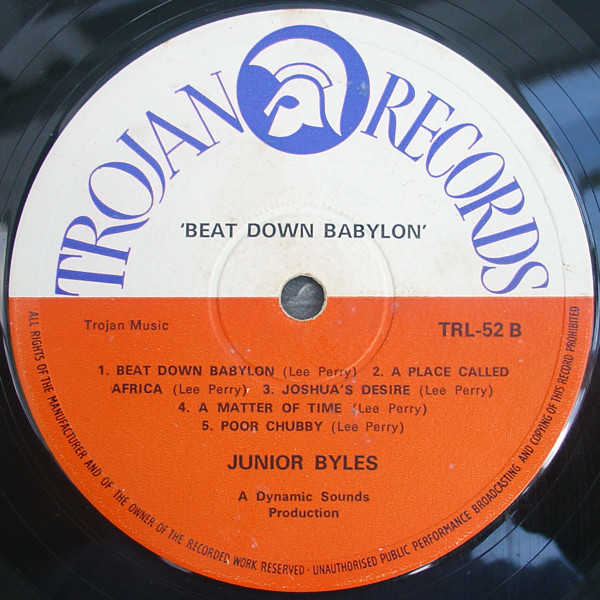 TROJAN RECORDS
'BEAT DOWN BABYLON'
Trojan Music
TRL-52 B
1. BEAT DOWN BABYLON (Lee Perry) 2. A PLACE CALLED
AFRICA (Lee Perry) 3. JOSHUA'S DESIRE (Lee Perry)
4. A MATTER OF TIME (Lee Perry)
5. POOR CHUBBY (Lee Perry)
JUNIOR BYLES
A Dynamic Sounds
Production
ALL RIGHTS OF THE MANUFACTURER AND OF THE OWNER OF THE RECORDED WORK RESERVED · UNAUTHORISED PUBLIC PERFORMANCE BROADCASTING AND COPYING OF THIS RECORD PROHIBITED